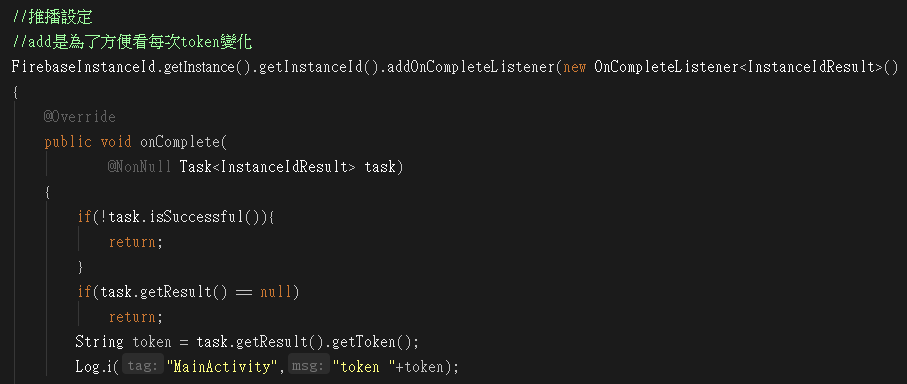 //推播設定
//add是為了方便看每次token變化
FirebaseInstanceId.getInstance().getInstanceId().addOnCompleteListener(new OnCompleteListener<InstanceIdResult>()
{
@Override
public void onComplete(
@NonNull Task<InstanceIdResult> task)
{
if(!task.isSuccessful()){
return;
}
if(task.getResult() == null)
return;
String token = task.getResult().getToken();
Log.i( tag: "MainActivity", msg: "token "+token);